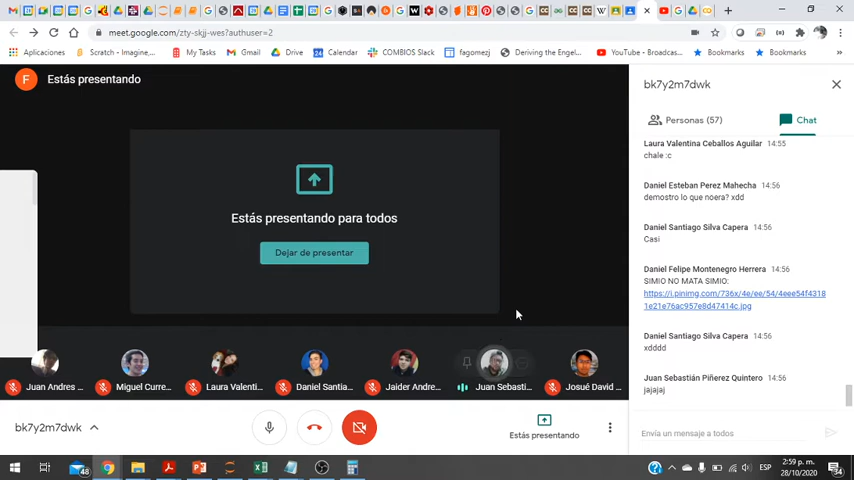 meet.google.com/zty-skjj-wes?authuser=2
Aplicaciones
Scratch - Imagine,...
My Tasks
Gmail
Drive
Calendar
COMBIOS Slack
fagomezj
Deriving the Engel...
YouTube - Broadcas...
Bookmarks
Bookmarks
F
Estás presentando
Estás presentando para todos
Dejar de presentar
Juan Andres ...
Miguel Curre...
Laura Valenti...
Daniel Santia...
Jaider Andre...
Juan Sebasti...
Josué David ...
bk7y2m7dwk
Estás presentando
bk7y2m7dwk
Personas (57)
Chat
Laura Valentina Ceballos Aguilar 14:55
chale :c
Daniel Esteban Perez Mahecha 14:56
demostro lo que noera? xdd
Daniel Santiago Silva Capera 14:56
Casi
Daniel Felipe Montenegro Herrera 14:56
SIMIO NO MATA SIMIO:
https://i.pinimg.com/736x/4e/ee/54/4eee54f4318
1e21e76ac957e8d47414c.jpg
Daniel Santiago Silva Capera 14:56
xdddd
Juan Sebastián Piñerez Quintero 14:56
jajajaj
Envía un mensaje a todos
48
ESP
2:59 p. m.
28/10/2020
34